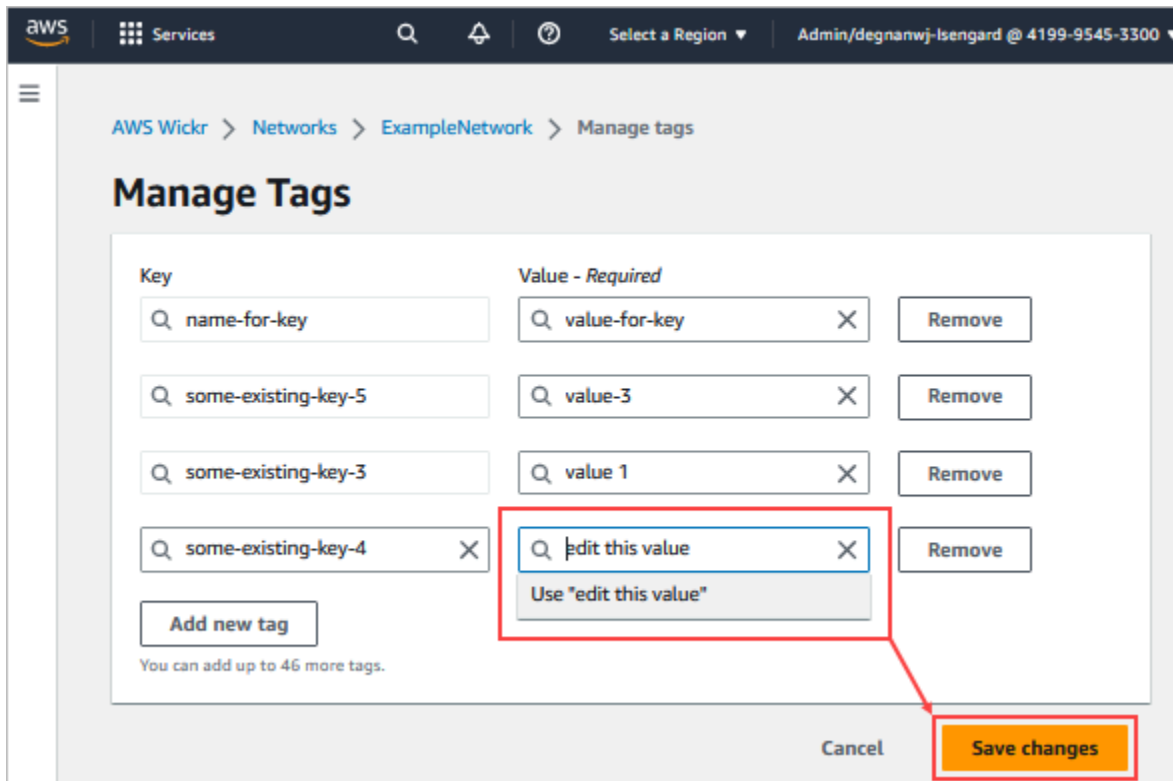 aws Services Select a Region ▼ Admin/degnanwj-Isengard @ 4199-9545-3300 ▼
AWS Wickr > Networks > ExampleNetwork > Manage tags
Manage Tags
Key Value - Required
name-for-key value-for-key Remove
some-existing-key-5 value-3 Remove
some-existing-key-3 value 1 Remove
some-existing-key-4 edit this value Remove
Use "edit this value"
Add new tag
You can add up to 46 more tags.
Cancel Save changes